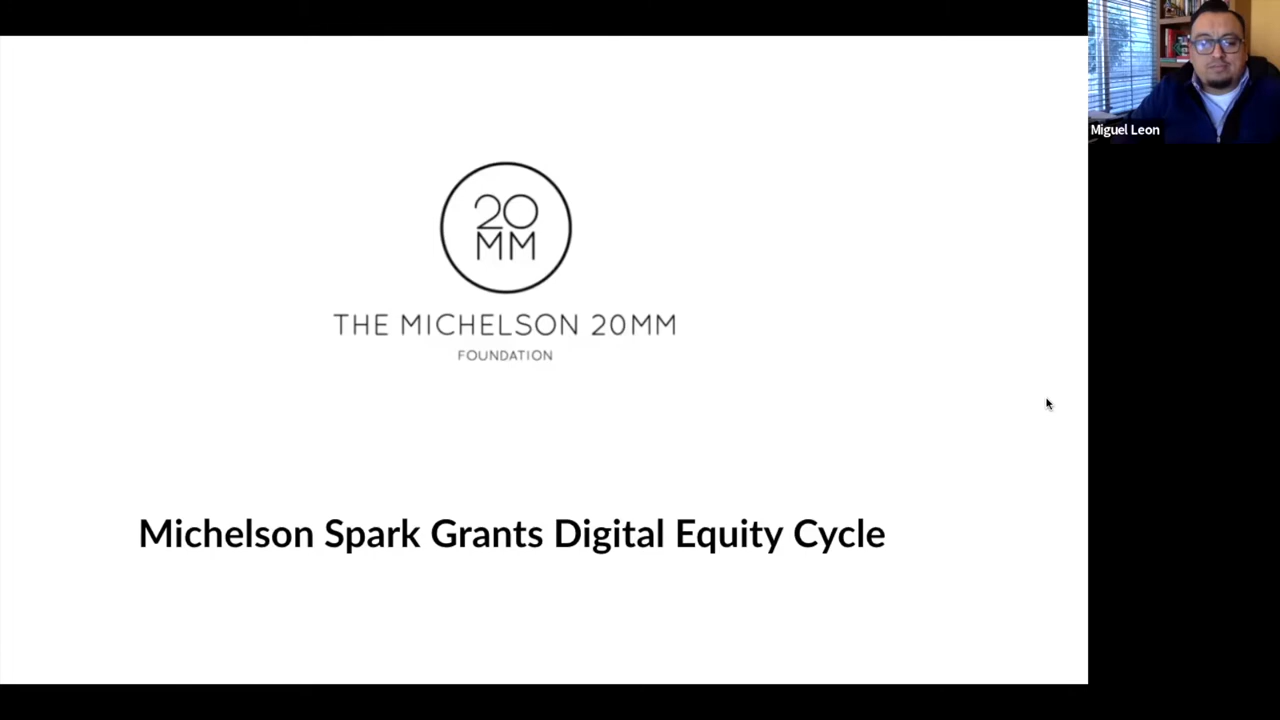 20
MM
THE MICHELSON 20MM
FOUNDATION
Michelson Spark Grants Digital Equity Cycle
Miguel Leon